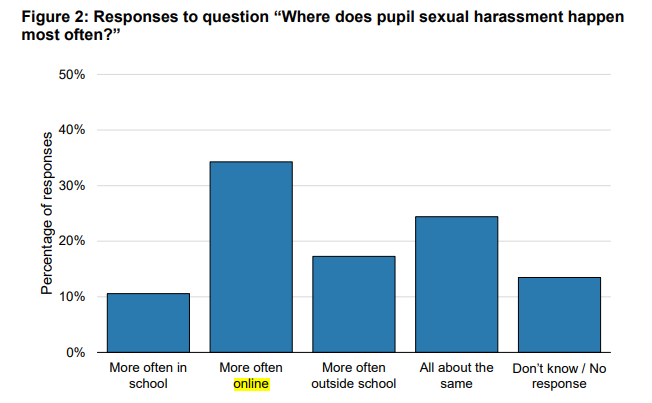 Figure 2: Responses to question “Where does pupil sexual harassment happen
most often?”
50%
40%
30%
20%
10%
0%
Percentage of responses
More often in
school
More often
online
More often
outside school
All about the
same
Don’t know / No
response